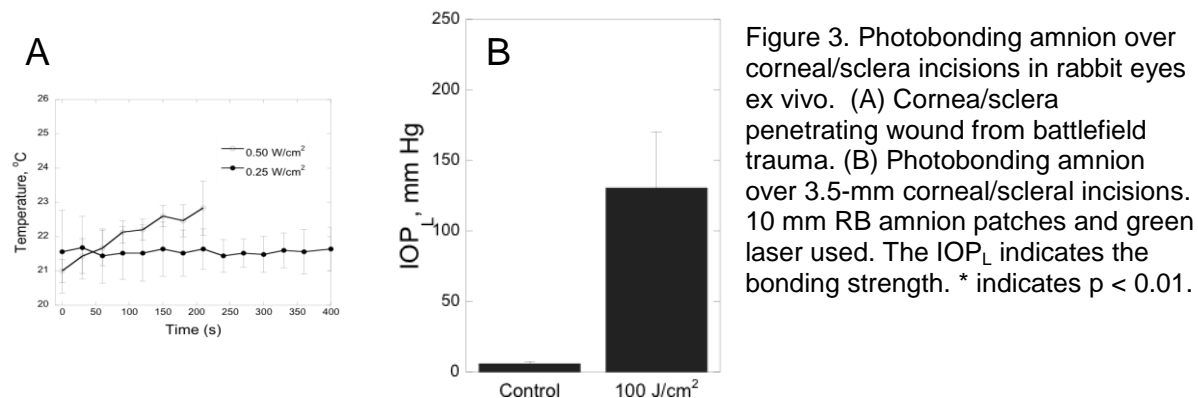 A
Temperature, °C
26
25
24
23
22
21
20
0.50 W/cm²
0.25 W/cm²
0 50 100 150 200 250 300 350 400
Time (s)
B
IOP_L, mm Hg
250
200
150
100
50
0
Control 100 J/cm²
Figure 3. Photobonding amnion over
corneal/sclera incisions in rabbit eyes
ex vivo. (A) Cornea/sclera
penetrating wound from battlefield
trauma. (B) Photobonding amnion
over 3.5-mm corneal/scleral incisions.
10 mm RB amnion patches and green
laser used. The IOP_L indicates the
bonding strength. * indicates p < 0.01.